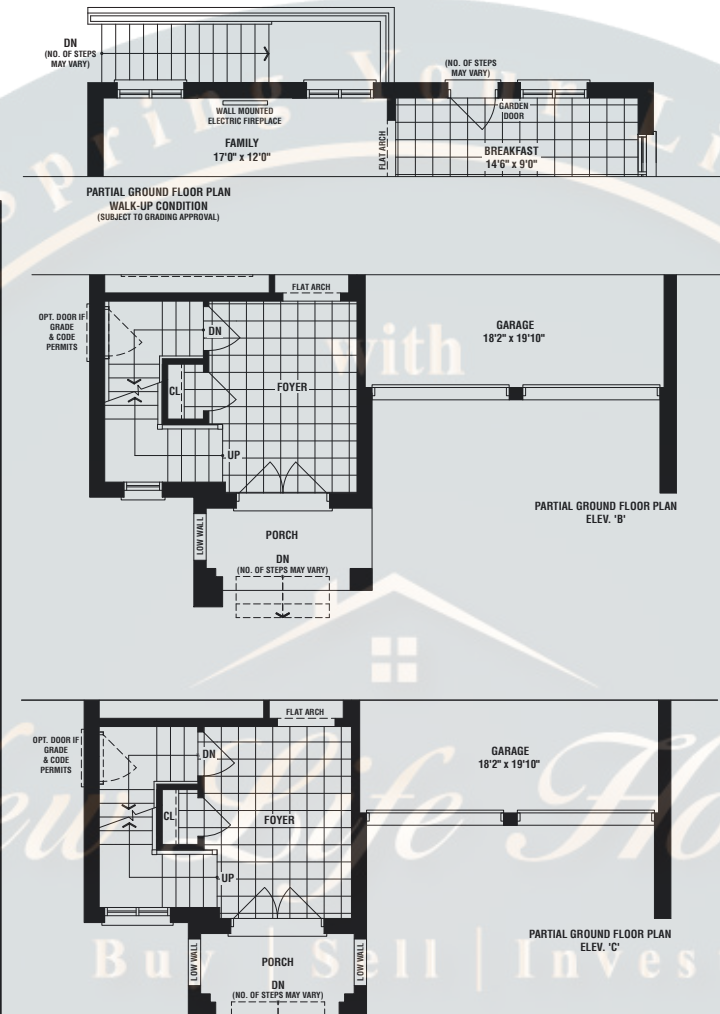 DN
(NO. OF STEPS
MAY VARY)
(NO. OF STEPS
MAY VARY)
WALL MOUNTED
ELECTRIC FIREPLACE
GARDEN
DOOR
FAMILY
17'0" x 12'0"
FLAT ARCH
BREAKFAST
14'6" x 9'0"
PARTIAL GROUND FLOOR PLAN
WALK-UP CONDITION
(SUBJECT TO GRADING APPROVAL)
Spring Your
with
FLAT ARCH
OPT. DOOR IF
GRADE
& CODE
PERMITS
DN
GARAGE
18'2" x 19'10"
CL
FOYER
UP
PARTIAL GROUND FLOOR PLAN
ELEV. 'B'
LOW WALL
PORCH
DN
(NO. OF STEPS MAY VARY)
FLAT ARCH
OPT. DOOR IF
GRADE
& CODE
PERMITS
DN
GARAGE
18'2" x 19'10"
CL
FOYER
UP
PARTIAL GROUND FLOOR PLAN
ELEV. 'C'
LOW WALL
PORCH
LOW WALL
DN
(NO. OF STEPS MAY VARY)
Life
Buy | Sell | Inves